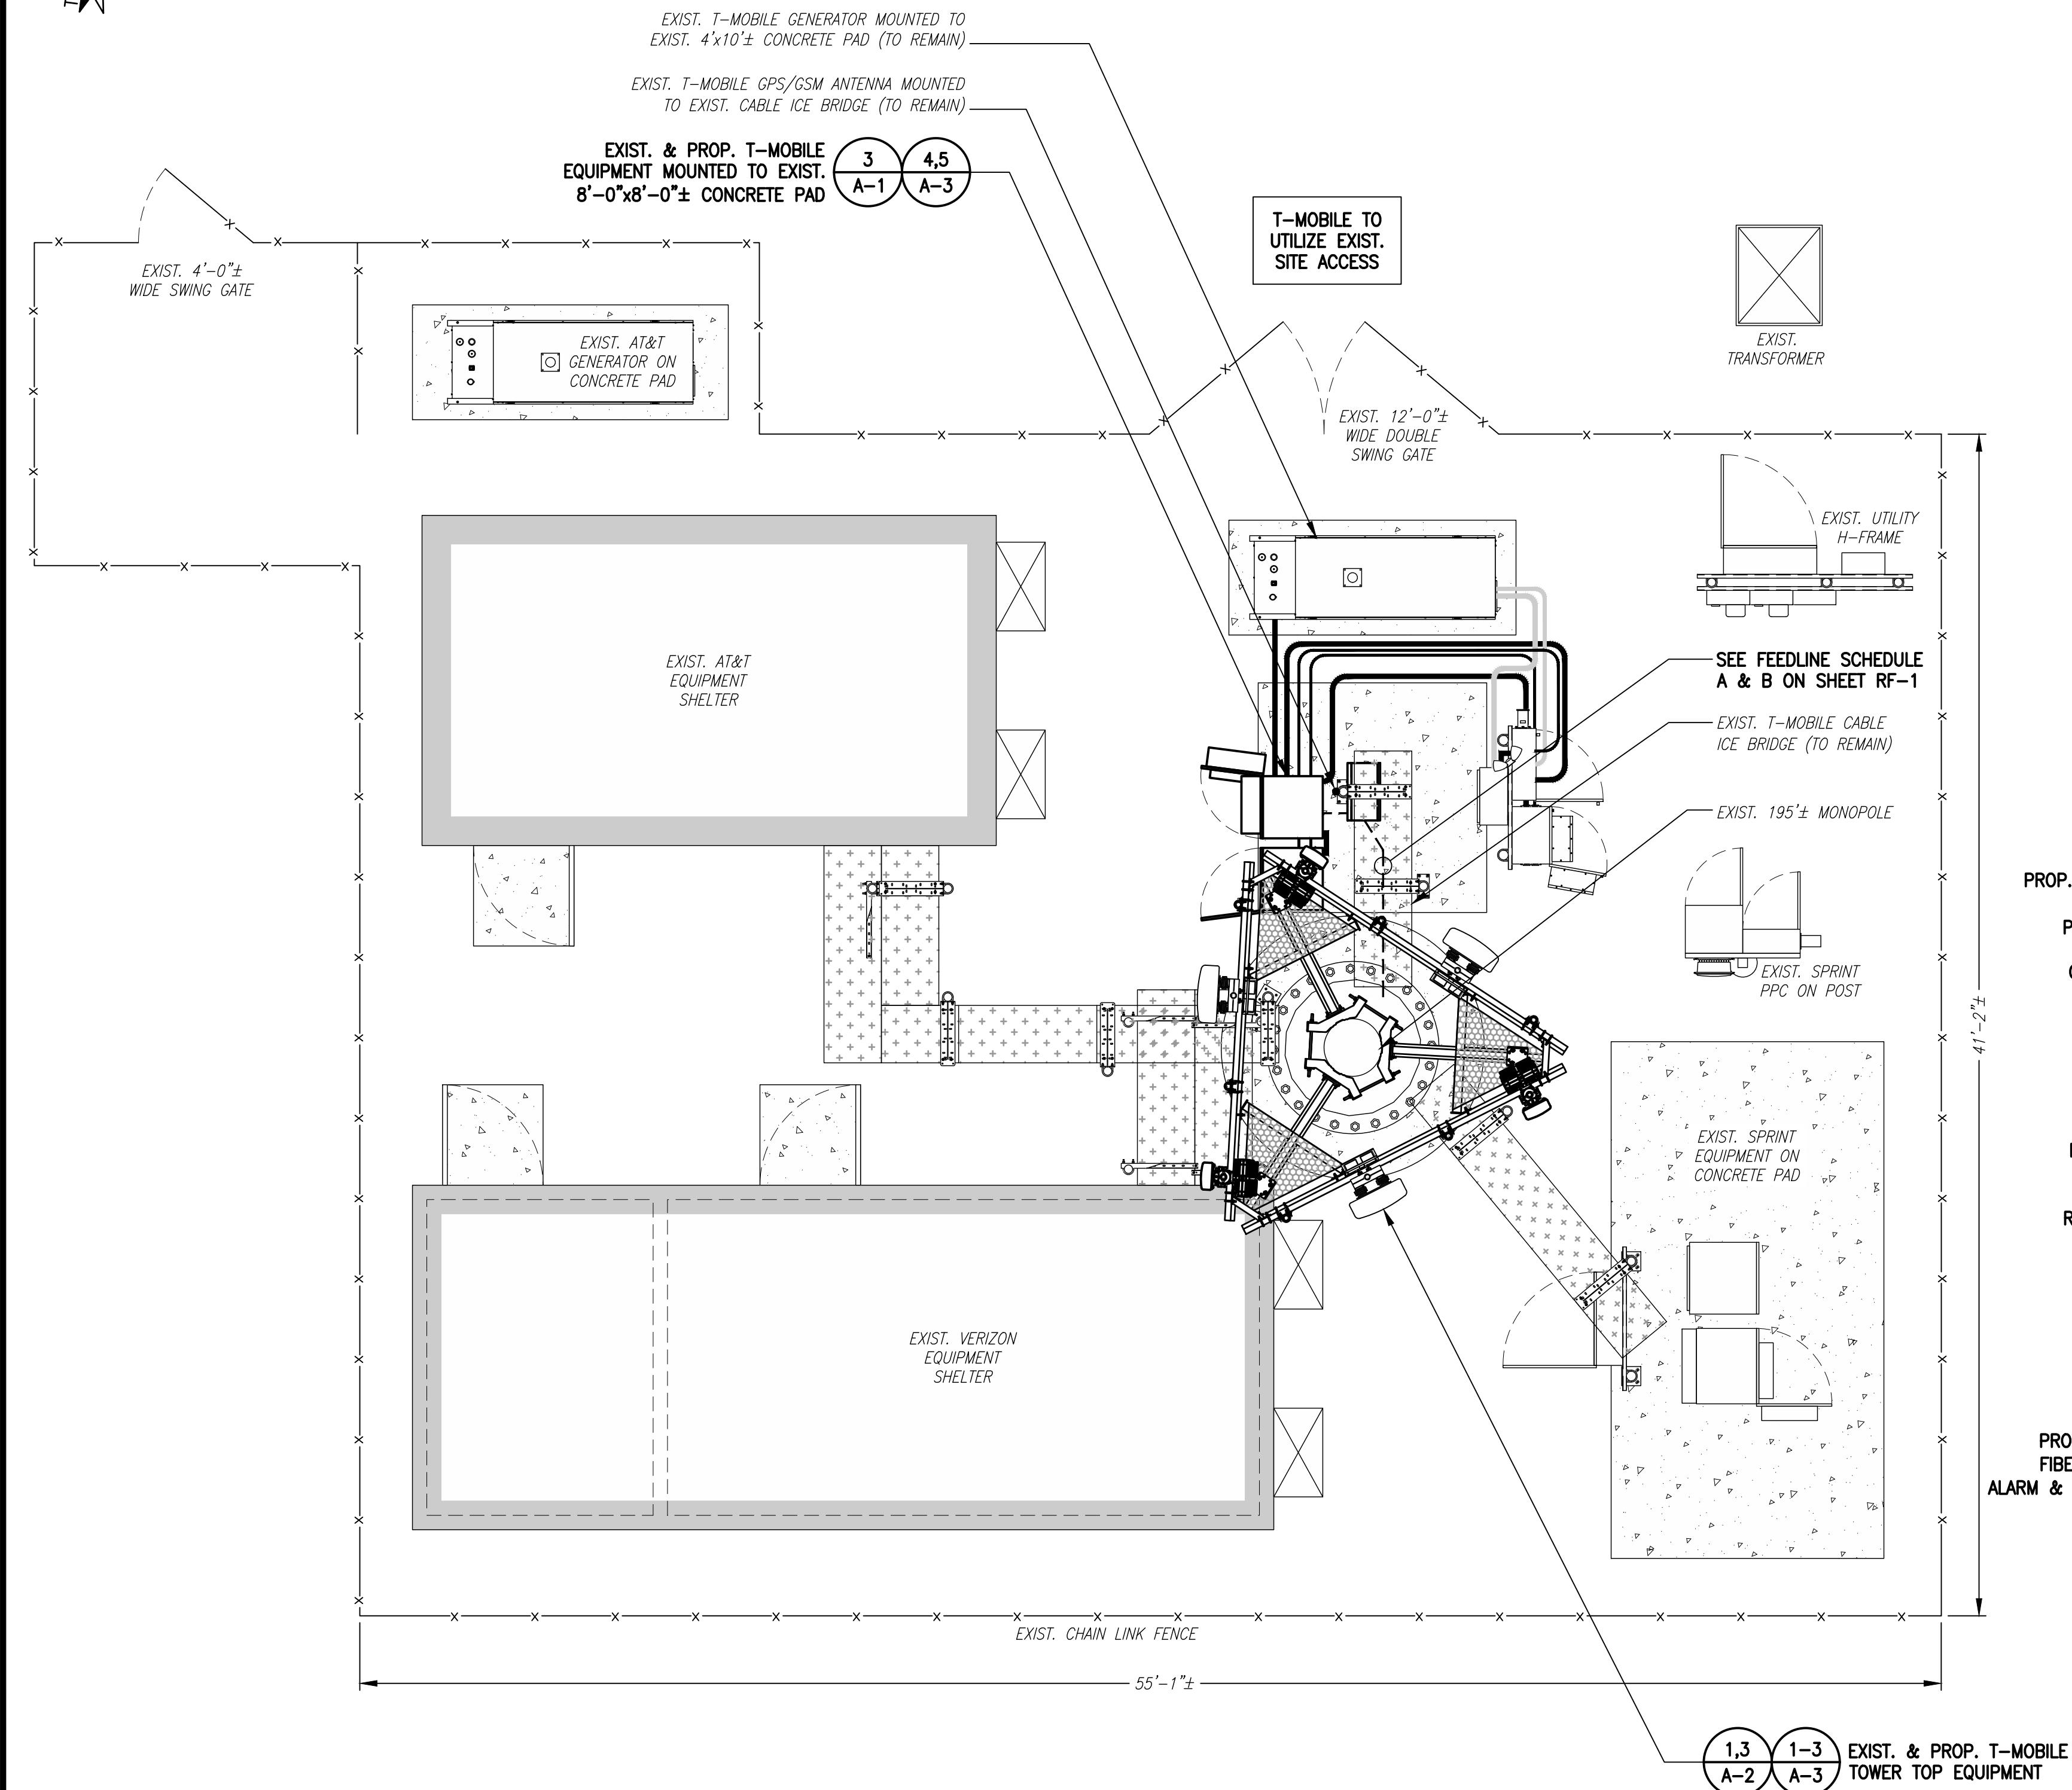 EXIST. T-MOBILE GENERATOR MOUNTED TO
EXIST. 4'x10'± CONCRETE PAD (TO REMAIN)
EXIST. T-MOBILE GPS/GSM ANTENNA MOUNTED
TO EXIST. CABLE ICE BRIDGE (TO REMAIN)
EXIST. & PROP. T-MOBILE
EQUIPMENT MOUNTED TO EXIST.
8'-0"x8'-0"± CONCRETE PAD
3
A-1
4,5
A-3
T-MOBILE TO
UTILIZE EXIST.
SITE ACCESS
EXIST. 4'-0"±
WIDE SWING GATE
EXIST. AT&T
GENERATOR ON
CONCRETE PAD
EXIST.
TRANSFORMER
EXIST. 12'-0"±
WIDE DOUBLE
SWING GATE
EXIST. UTILITY
H-FRAME
EXIST. AT&T
EQUIPMENT
SHELTER
SEE FEEDLINE SCHEDULE
A & B ON SHEET RF-1
EXIST. T-MOBILE CABLE
ICE BRIDGE (TO REMAIN)
EXIST. 195'± MONOPOLE
PROP.
EXIST. SPRINT
PPC ON POST
41'-2"±
EXIST. SPRINT
EQUIPMENT ON
CONCRETE PAD
EXIST. VERIZON
EQUIPMENT
SHELTER
ALARM &
EXIST. CHAIN LINK FENCE
55'-1"±
1,3
A-2
1-3
A-3
EXIST. & PROP. T-MOBILE
TOWER TOP EQUIPMENT